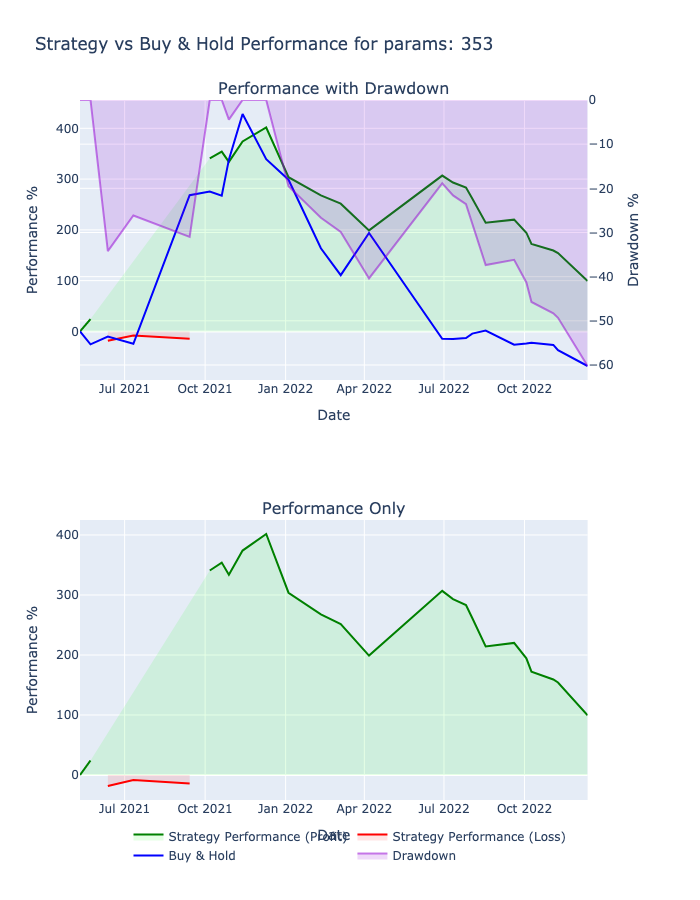 Strategy vs Buy & Hold Performance for params: 353
Performance with Drawdown
400
300
200
100
0
Performance %
0
−10
−20
−30
−40
−50
−60
Drawdown %
Jul 2021 Oct 2021 Jan 2022 Apr 2022 Jul 2022 Oct 2022
Date
Performance Only
400
300
200
100
0
Performance %
Jul 2021 Oct 2021 Jan 2022 Apr 2022 Jul 2022 Oct 2022
Date
Strategy Performance (Profit) Strategy Performance (Loss)
Buy & Hold Drawdown